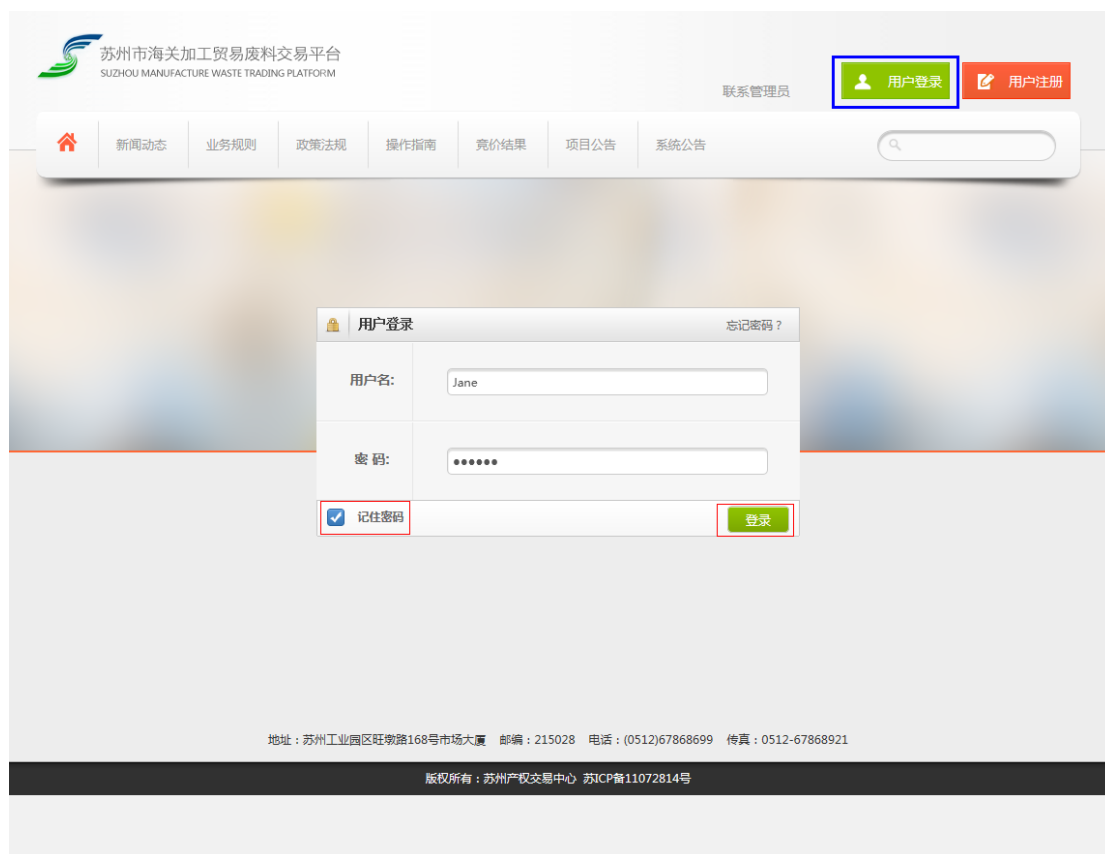 苏州市海关加工贸易废料交易平台
SUZHOU MANUFACTURE WASTE TRADING PLATFORM
联系管理员
用户登录
用户注册
新闻动态 业务规则 政策法规 操作指南 竞价结果 项目公告 系统公告
用户登录 忘记密码?
用户名: Jane
密 码: ●●●●●●
记住密码 登录
地址:苏州工业园区旺墩路168号市场大厦 邮编:215028 电话:(0512)67868699 传真:0512-67868921
版权所有:苏州产权交易中心 苏ICP备11072814号